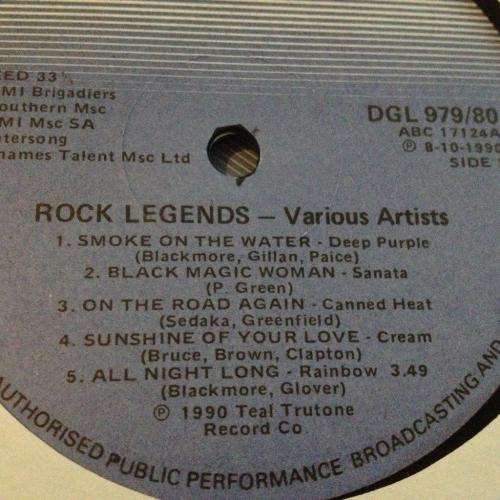 EED 33⅓
MI Brigadiers
outhern Msc
MI Msc SA
tersong
hames Talent Msc Ltd
DGL 979/80
ABC 17124A
℗ 8-10-1990
SIDE
ROCK LEGENDS – Various Artists
1. SMOKE ON THE WATER - Deep Purple
(Blackmore, Gillan, Paice)
2. BLACK MAGIC WOMAN - Sanata
(P. Green)
3. ON THE ROAD AGAIN - Canned Heat
(Sedaka, Greenfield)
4. SUNSHINE OF YOUR LOVE - Cream
(Bruce, Brown, Clapton)
5. ALL NIGHT LONG - Rainbow 3.49
(Blackmore, Glover)
℗ 1990 Teal Trutone
Record Co
AUTHORISED PUBLIC PERFORMANCE BROADCASTING AND